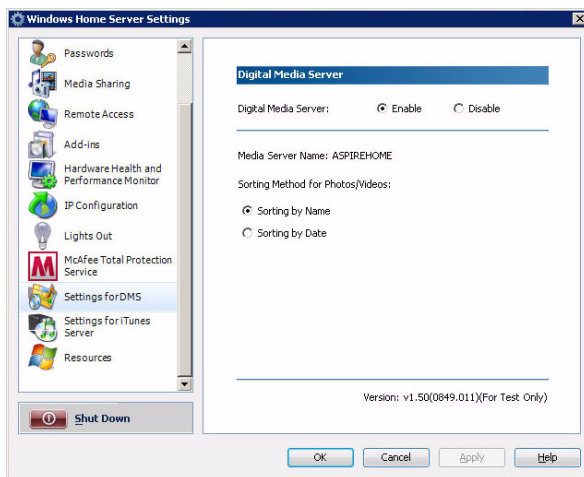 Windows Home Server Settings
Passwords
Media Sharing
Remote Access
Add-ins
Hardware Health and
Performance Monitor
IP Configuration
Lights Out
McAfee Total Protection
Service
Settings for DMS
Settings for iTunes
Server
Resources
Shut Down
Digital Media Server
Digital Media Server: Enable Disable
Media Server Name: ASPIREHOME
Sorting Method for Photos/Videos:
Sorting by Name
Sorting by Date
Version: v1.50(0849.011)(For Test Only)
OK Cancel Apply Help